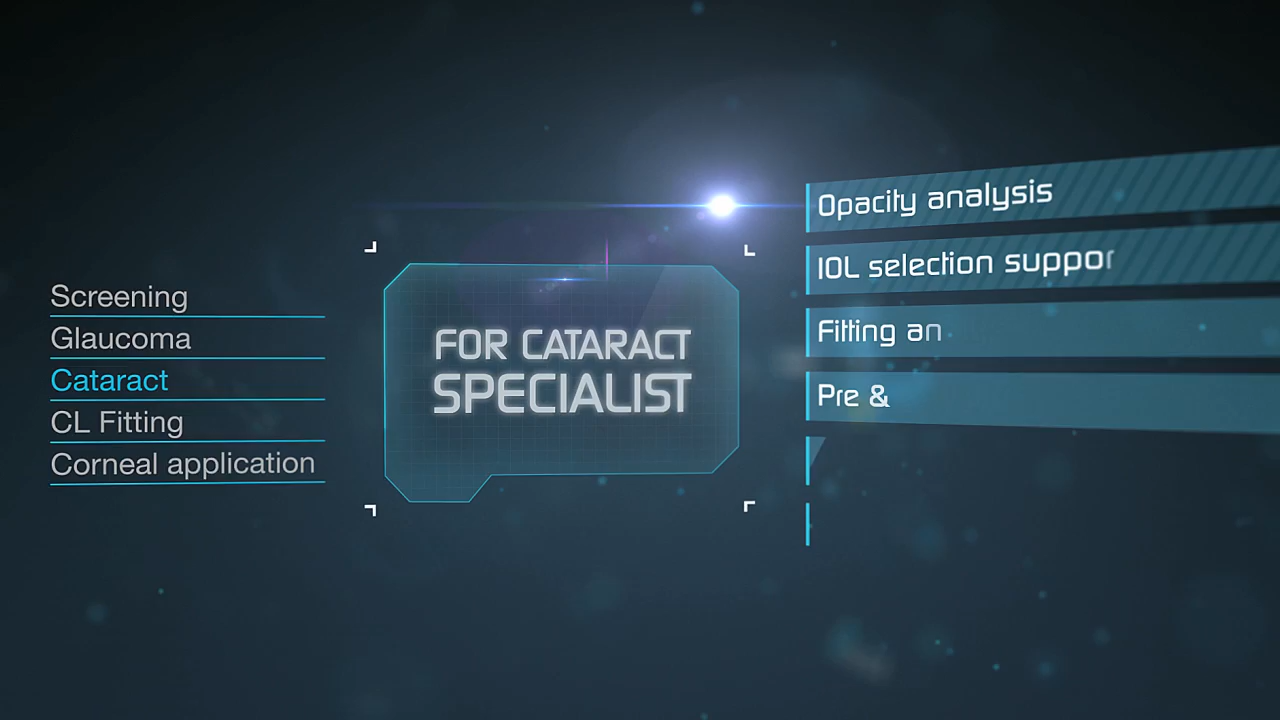 Screening
Glaucoma
Cataract
CL Fitting
Corneal application
FOR CATARACT
SPECIALIST
Opacity analysis
IOL selection suppor
Fitting an
Pre &